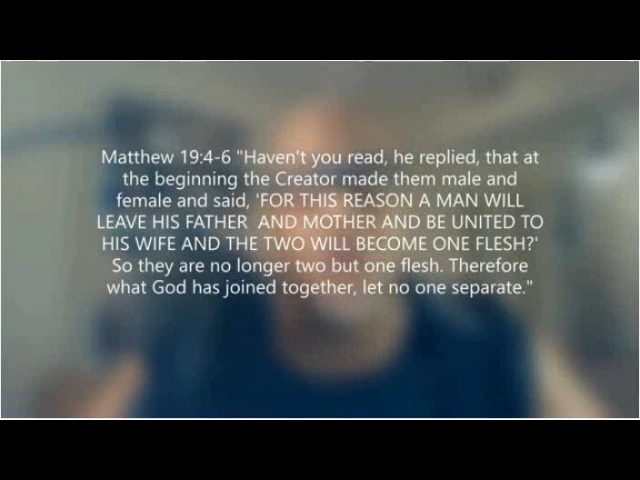 Matthew 19:4-6 "Haven't you read, he replied, that at
the beginning the Creator made them male and
female and said, 'FOR THIS REASON A MAN WILL
LEAVE HIS FATHER  AND MOTHER AND BE UNITED TO
HIS WIFE AND THE TWO WILL BECOME ONE FLESH?'
So they are no longer two but one flesh. Therefore
what God has joined together, let no one separate."